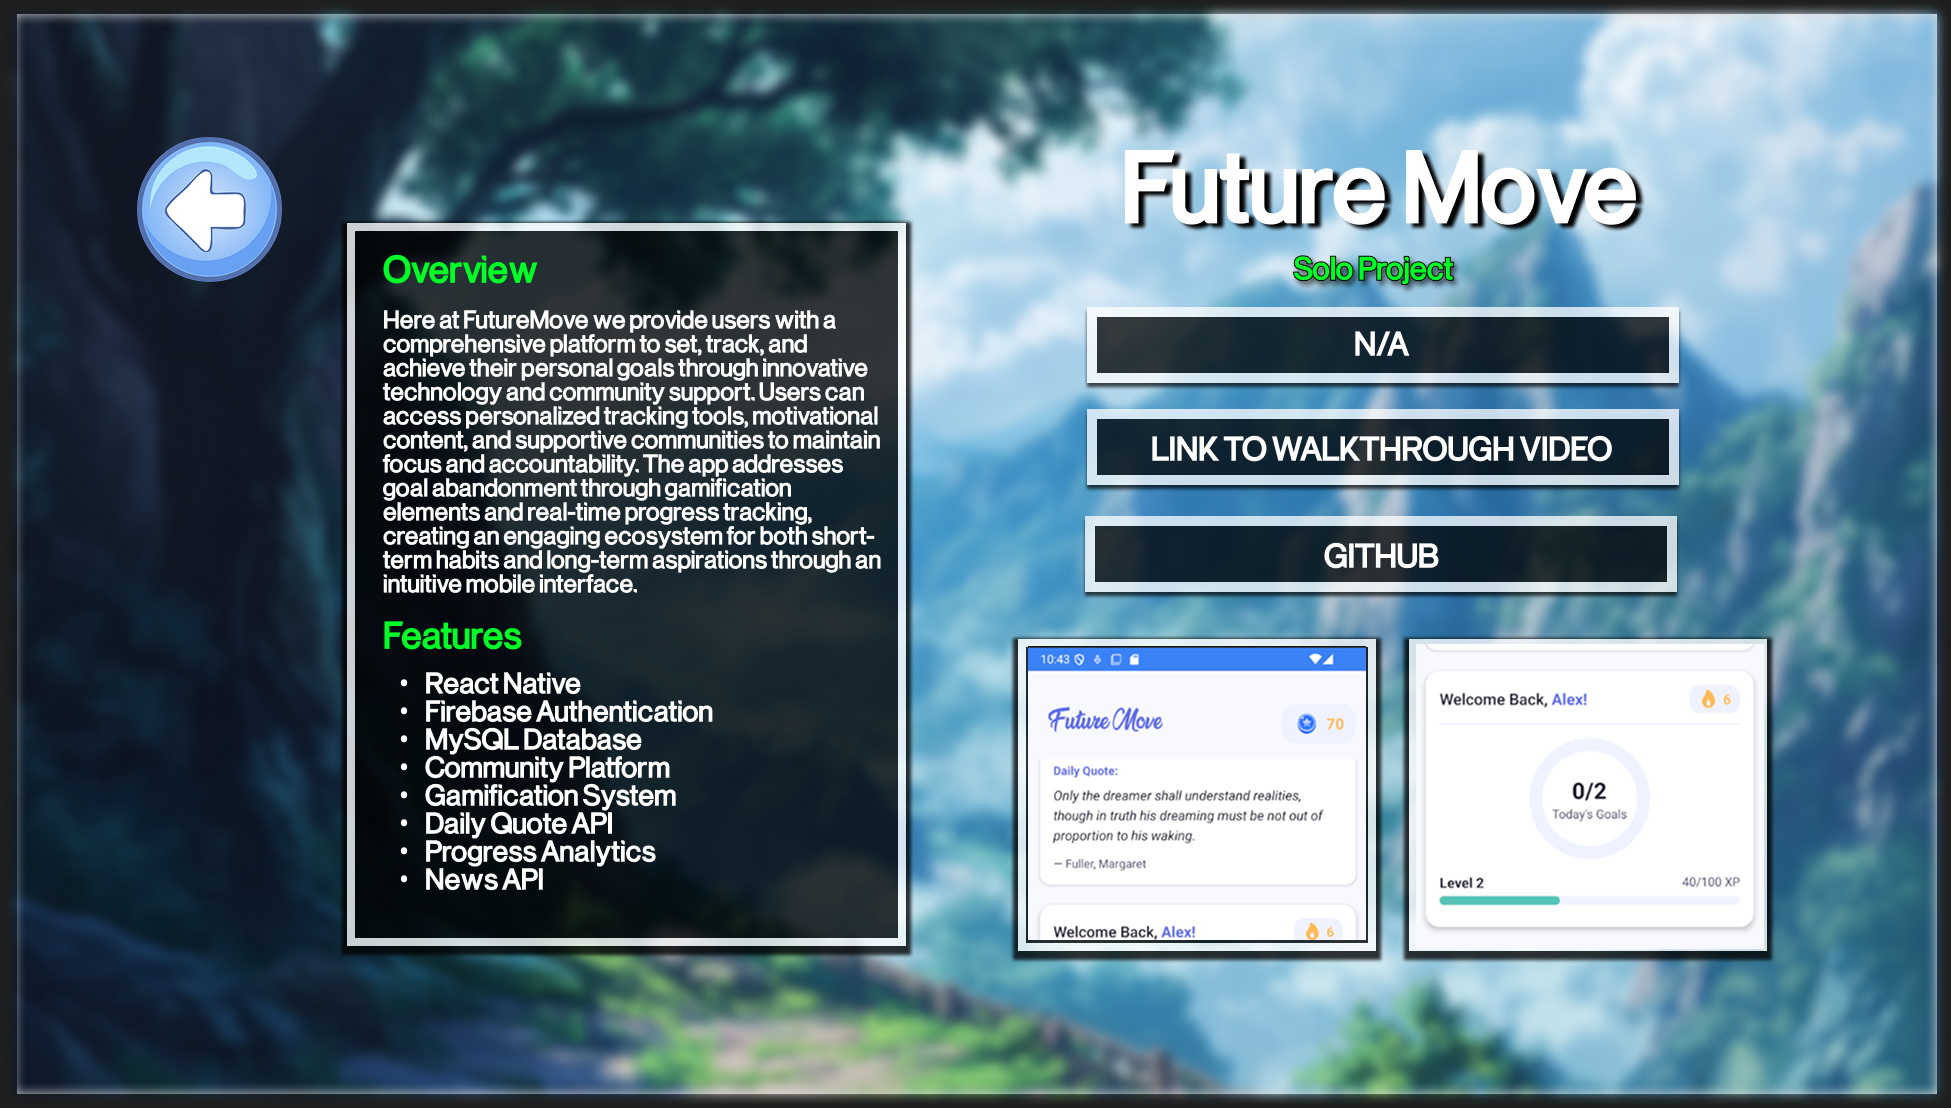 Future Move
Solo Project
N/A
LINK TO WALKTHROUGH VIDEO
GITHUB
Overview
Here at FutureMove we provide users with a
comprehensive platform to set, track, and
achieve their personal goals through innovative
technology and community support. Users can
access personalized tracking tools, motivational
content, and supportive communities to maintain
focus and accountability. The app addresses
goal abandonment through gamification
elements and real-time progress tracking,
creating an engaging ecosystem for both short-
term habits and long-term aspirations through an
intuitive mobile interface.
Features
• React Native
• Firebase Authentication
• MySQL Database
• Community Platform
• Gamification System
• Daily Quote API
• Progress Analytics
• News API
10:43
Future Move
70
Daily Quote:
Only the dreamer shall understand realities,
though in truth his dreaming must be not out of
proportion to his waking.
— Fuller, Margaret
Welcome Back, Alex!
6
Welcome Back, Alex!
6
0/2
Today's Goals
Level 2
40/100 XP